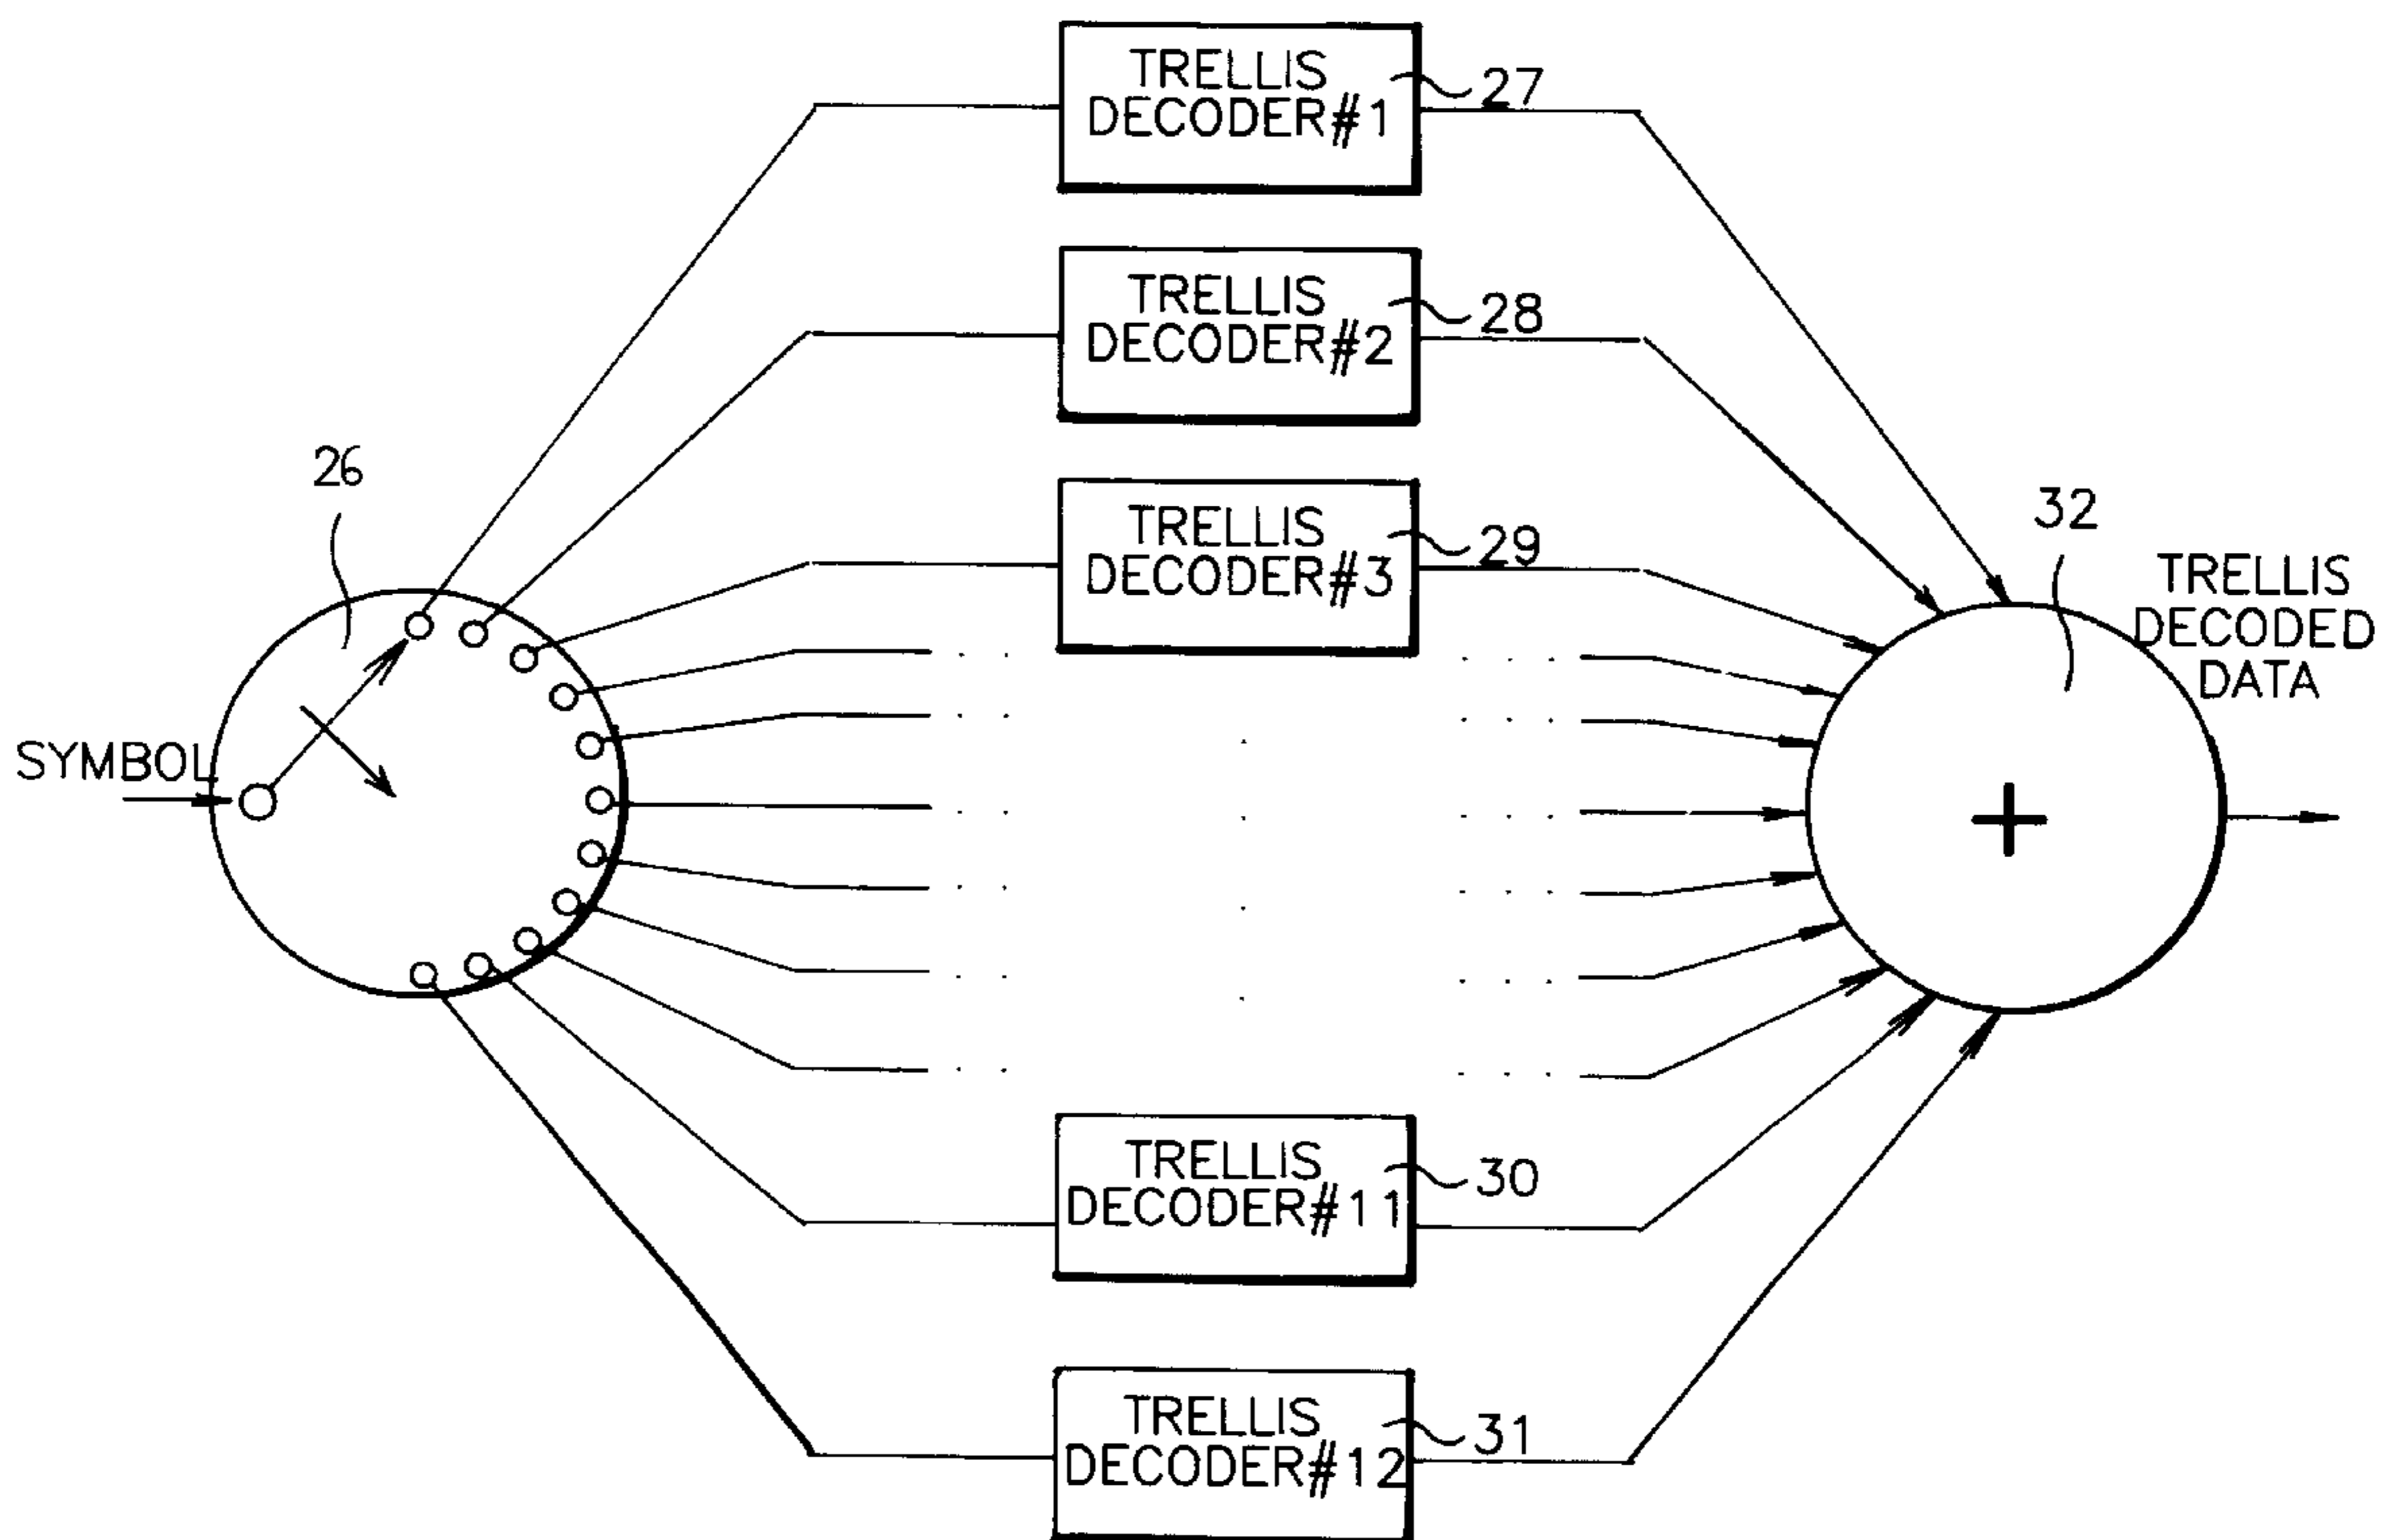 TRELLIS
DECODER#1
27
TRELLIS
DECODER#2
28
26
TRELLIS
DECODER#3
29
32
TRELLIS
DECODED
DATA
SYMBOL
+
TRELLIS
DECODER#11
30
TRELLIS
DECODER#12
31